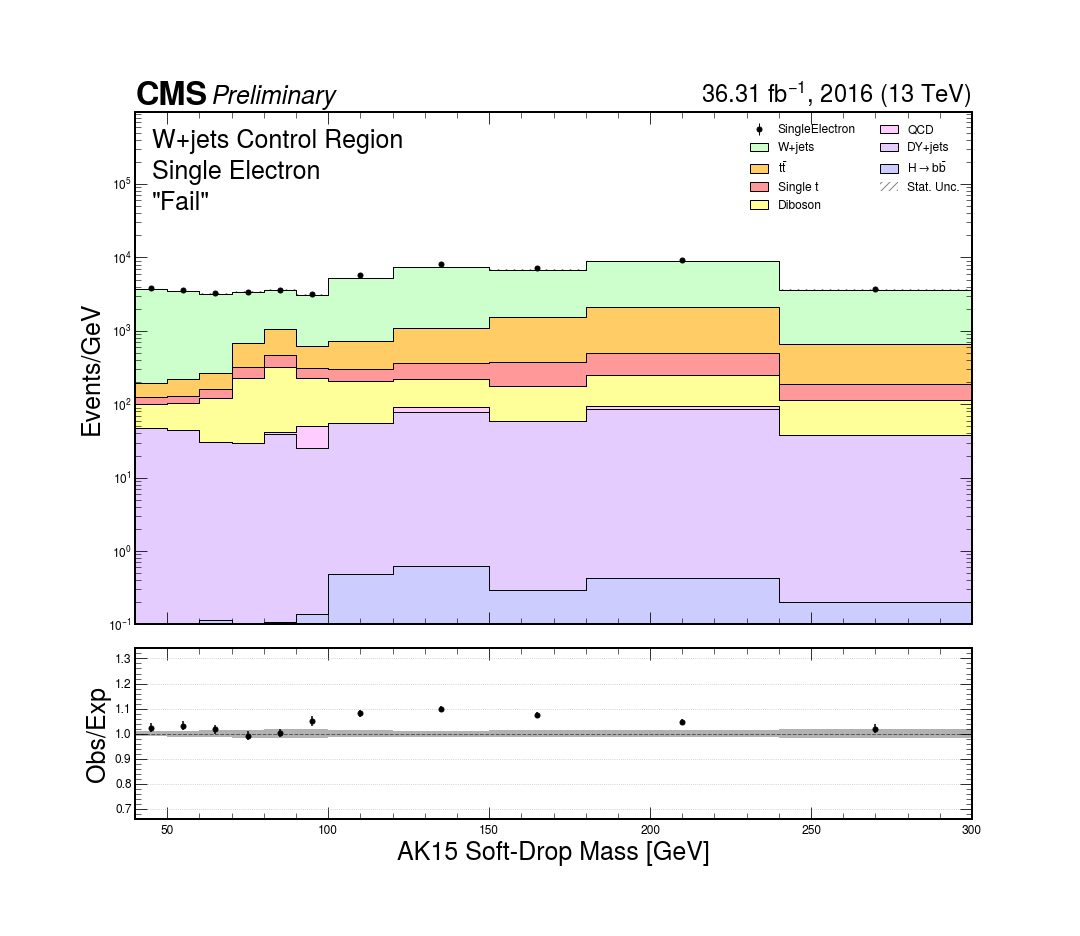 CMS Preliminary
36.31 fb⁻¹, 2016 (13 TeV)
W+jets Control Region
Single Electron
"Fail"
SingleElectron
W+jets
tt̄
Single t
Diboson
QCD
DY+jets
H→bb̄
Stat. Unc.
Events/GeV
10⁵
10⁴
10³
10²
10¹
10⁰
10⁻¹
Obs/Exp
1.3
1.2
1.1
1.0
0.9
0.8
0.7
50 100 150 200 250 300
AK15 Soft-Drop Mass [GeV]